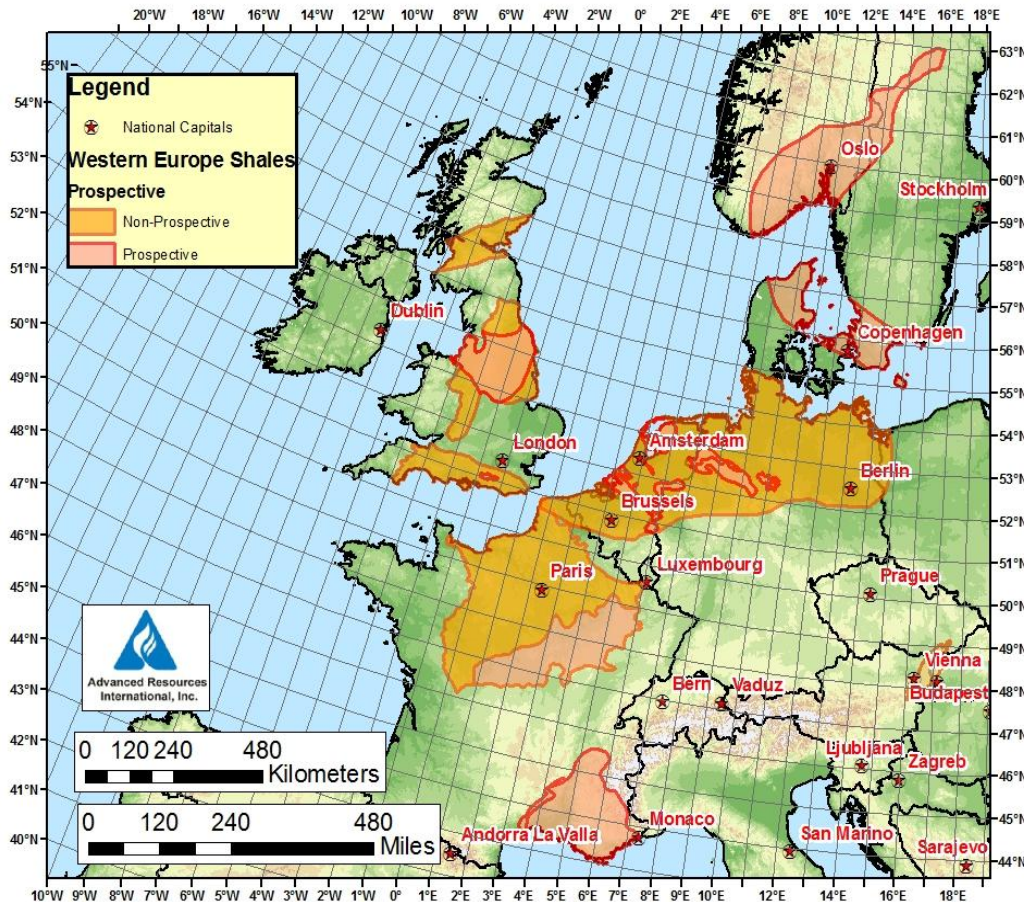 20°W 18°W 16°W 14°W 12°W 10°W 8°W 6°W 4°W 2°W 0° 2°E 4°E 6°E 8°E 10°E 12°E 14°E 16°E 18°E
55°N
54°N
53°N
52°N
51°N
50°N
49°N
48°N
47°N
46°N
45°N
44°N
43°N
42°N
41°N
40°N
Legend
National Capitals
Western Europe Shales
Prospective
Non-Prospective
Prospective
Oslo
Stockholm
Dublin
Copenhagen
London
Amsterdam
Berlin
Brussels
Paris
Luxembourg
Prague
Vienna
Bern
Vaduz
Budapest
Ljubljana
Zagreb
Monaco
Andorra La Valla
San Marino
Sarajevo
63°N
62°N
61°N
60°N
59°N
58°N
57°N
56°N
55°N
54°N
53°N
52°N
51°N
50°N
49°N
48°N
47°N
46°N
45°N
44°N
Advanced Resources
International, Inc.
0 120 240 480
Kilometers
0 120 240 480
Miles
10°W 8°W 6°W 4°W 2°W 0° 1°E 2°E 3°E 4°E 5°E 6°E 7°E 8°E 9°E 10°E 12°E 14°E 16°E